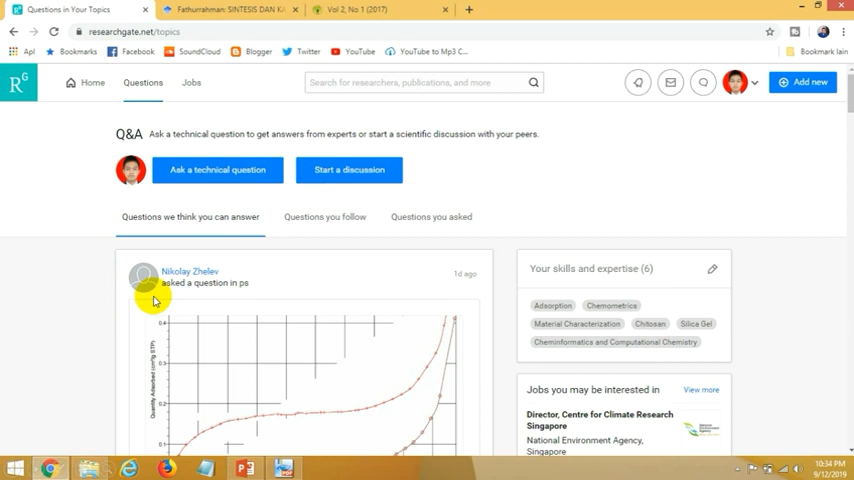 Questions in Your Topics
Fathurrahman: SINTESIS DAN KA
Vol 2, No 1 (2017)
researchgate.net/topics
Apl
Bookmarks
Facebook
SoundCloud
Blogger
Twitter
YouTube
YouTube to Mp3 C...
Bookmark lain
RG
Home
Questions
Jobs
Search for researchers, publications, and more
Add new
Q&A Ask a technical question to get answers from experts or start a scientific discussion with your peers.
Ask a technical question
Start a discussion
Questions we think you can answer
Questions you follow
Questions you asked
Nikolay Zhelev
asked a question in ps
1d ago
0.4
0.3
0.2
0.1
Quantity Adsorbed (cm³/g STP)
Your skills and expertise (6)
Adsorption
Chemometrics
Material Characterization
Chitosan
Silica Gel
Cheminformatics and Computational Chemistry
Jobs you may be interested in
View more
Director, Centre for Climate Research
Singapore
National Environment Agency,
Singapore
10:34 PM
9/12/2019